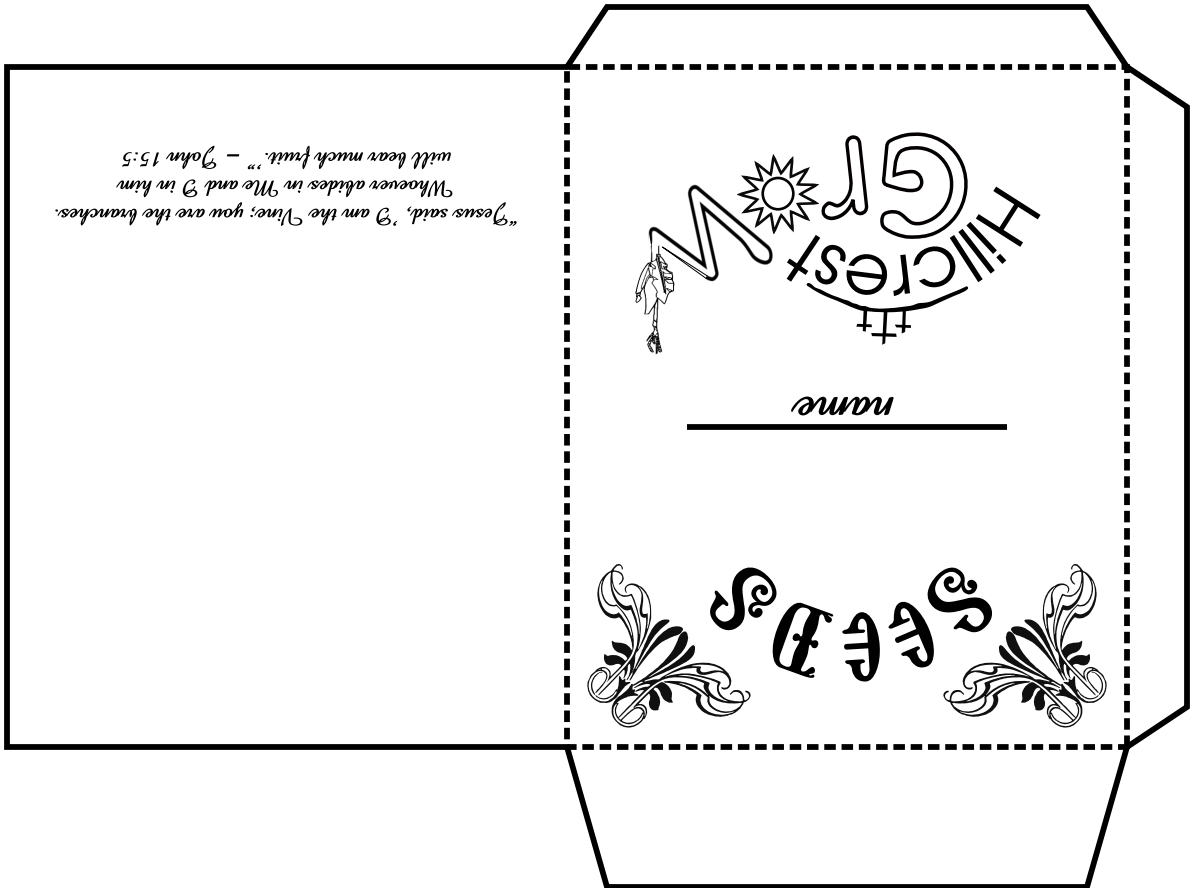 SeeDS
name
Hillcrest
GroW
“Jesus said, ‘I am the Vine; you are the branches.
Whoever abides in Me and I in him
will bear much fruit.’” – John 15:5